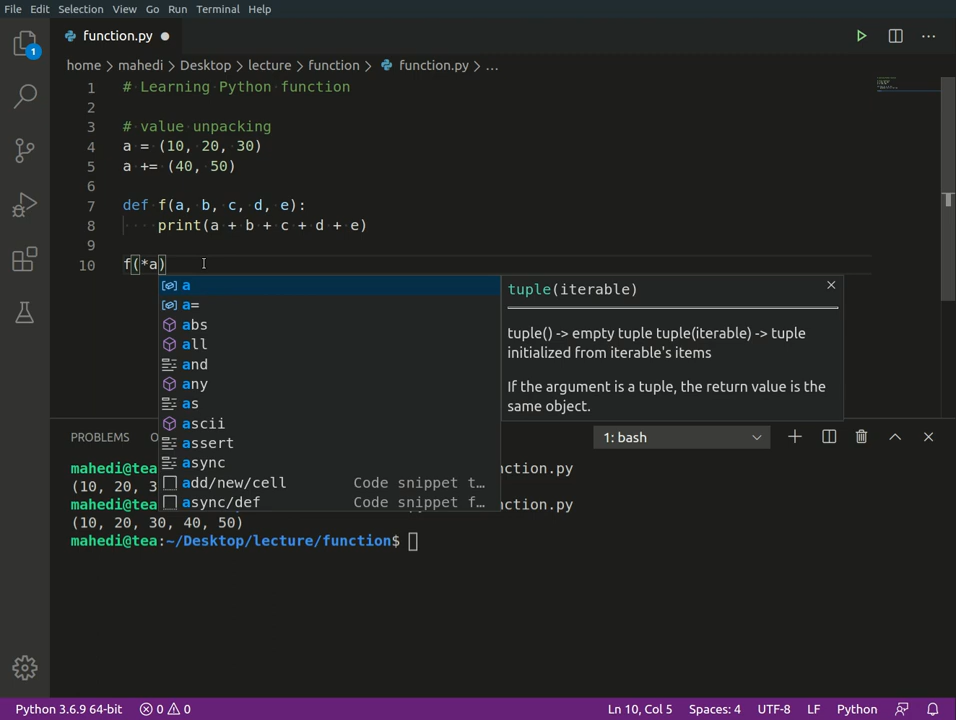 File Edit Selection View Go Run Terminal Help
1
function.py
home > mahedi > Desktop > lecture > function > function.py > ...
1 # Learning Python function
2
3 # value unpacking
4 a = (10, 20, 30)
5 a += (40, 50)
6
7 def f(a, b, c, d, e):
8 ····print(a + b + c + d + e)
9
10 f(*a)
a
a=
abs
all
and
any
as
ascii
assert
async
add/new/cell Code snippet t…
async/def Code snippet f…
tuple(iterable)
tuple() -> empty tuple tuple(iterable) -> tuple
initialized from iterable's items
If the argument is a tuple, the return value is the
same object.
PROBLEMS O 1: bash
mahedi@tea nction.py
(10, 20, 3
mahedi@tea nction.py
(10, 20, 30, 40, 50)
mahedi@tea:~/Desktop/lecture/function$
Python 3.6.9 64-bit 0 0 Ln 10, Col 5 Spaces: 4 UTF-8 LF Python